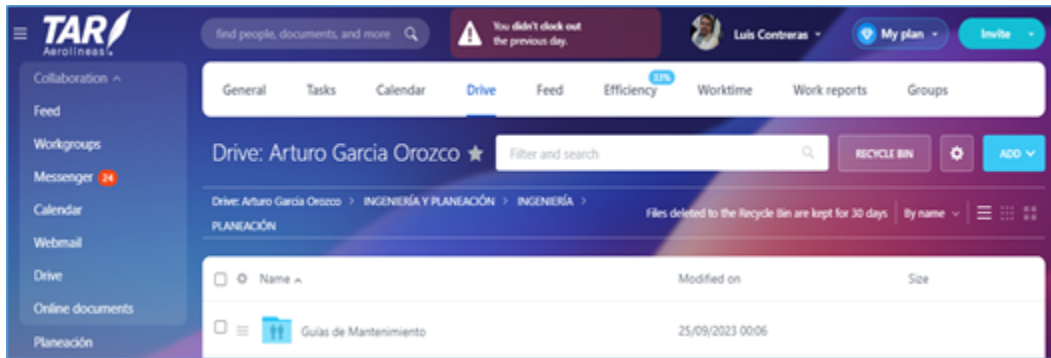 TAR
Aerolíneas
find people, documents, and more
You didn't clock out
the previous day.
Luis Contreras
My plan
Invite
Collaboration
Feed
Workgroups
Messenger 24
Calendar
Webmail
Drive
Online documents
Planeación
General Tasks Calendar Drive Feed Efficiency 33% Worktime Work reports Groups
Drive: Arturo Garcia Orozco
Filter and search
RECYCLE BIN
ADD
Drive: Arturo Garcia Orozco > INGENIERÍA Y PLANEACIÓN > INGENIERÍA >
PLANEACIÓN
Files deleted to the Recycle Bin are kept for 30 days
By name
Name Modified on Size
Guías de Mantenimiento 25/09/2023 00:06